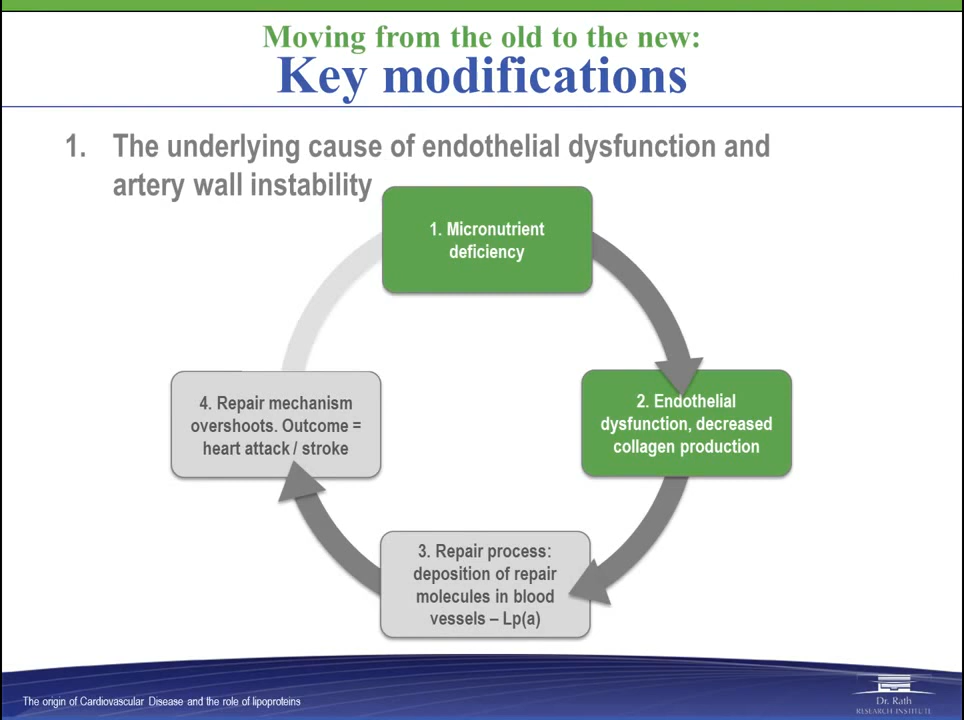 Moving from the old to the new:
Key modifications
1. The underlying cause of endothelial dysfunction and
artery wall instability
1. Micronutrient
deficiency
2. Endothelial
dysfunction, decreased
collagen production
3. Repair process:
deposition of repair
molecules in blood
vessels – Lp(a)
4. Repair mechanism
overshoots. Outcome =
heart attack / stroke
The origin of Cardiovascular Disease and the role of lipoproteins
Dr. Rath
RESEARCH INSTITUTE